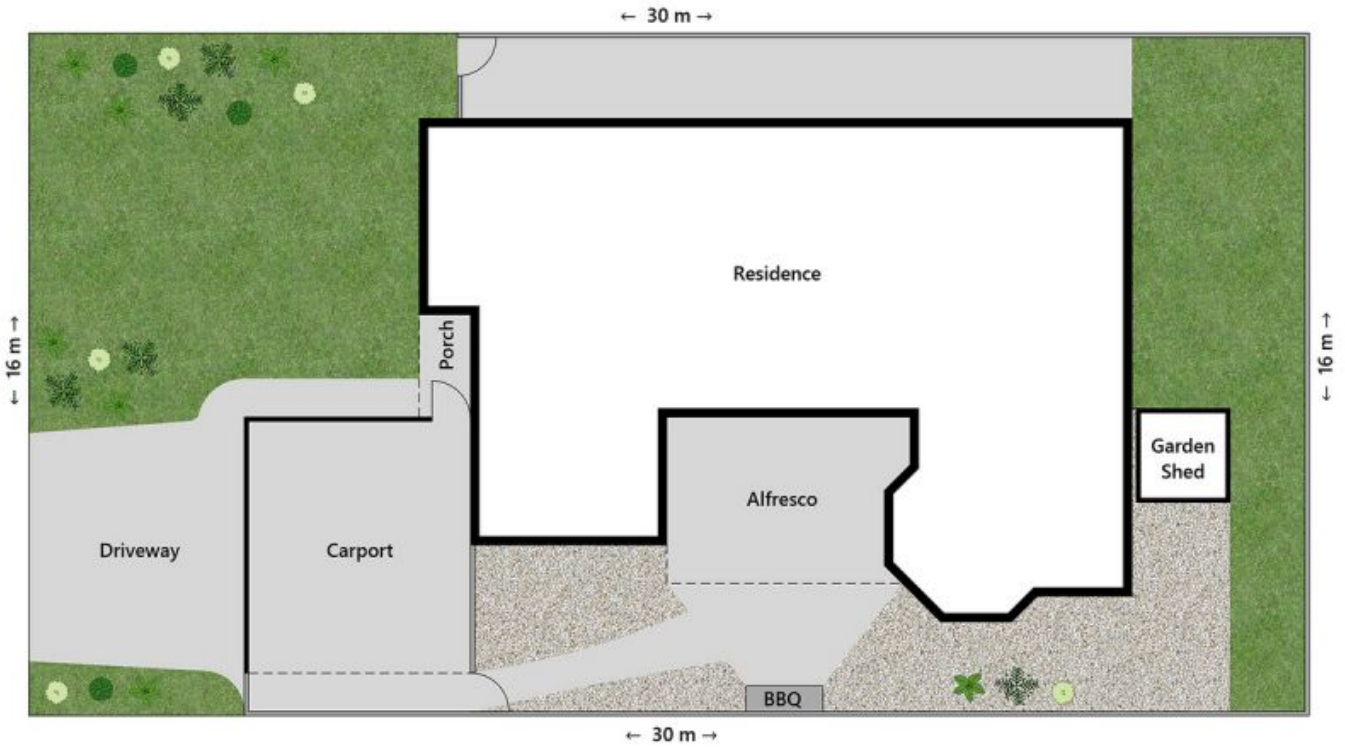 ← 30 m →
Residence
Porch
← 16 m →
← 16 m →
Garden
Shed
Alfresco
Driveway
Carport
BBQ
← 30 m →